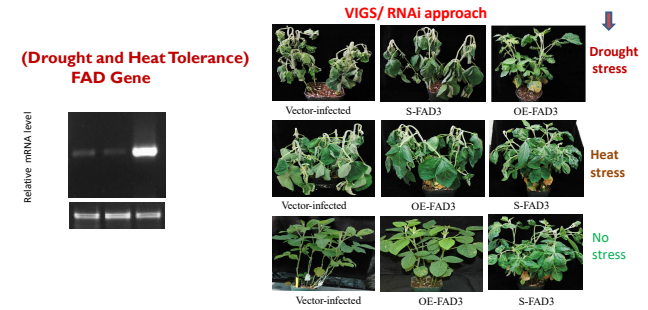 VIGS/ RNAi approach
(Drought and Heat Tolerance)
FAD Gene
Relative mRNA level
Drought
stress
Vector-infected
S-FAD3
OE-FAD3
Heat
stress
Vector-infected
OE-FAD3
S-FAD3
No
stress
Vector-infected
OE-FAD3
S-FAD3